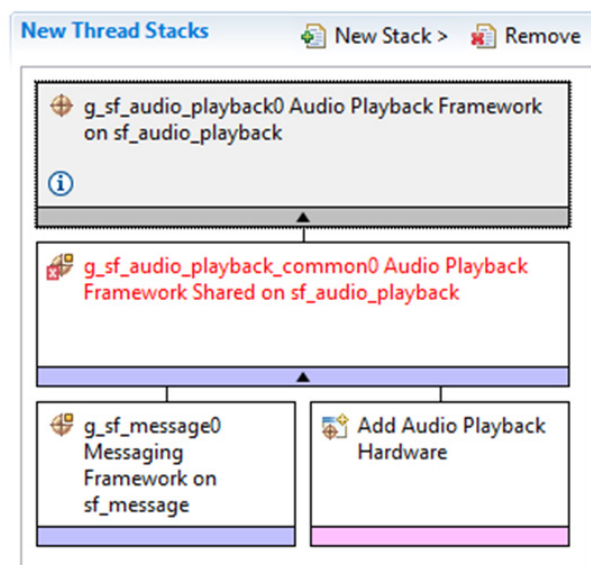 New Thread Stacks New Stack > Remove
g_sf_audio_playback0 Audio Playback Framework
on sf_audio_playback
g_sf_audio_playback_common0 Audio Playback
Framework Shared on sf_audio_playback
g_sf_message0
Messaging
Framework on
sf_message
Add Audio Playback
Hardware